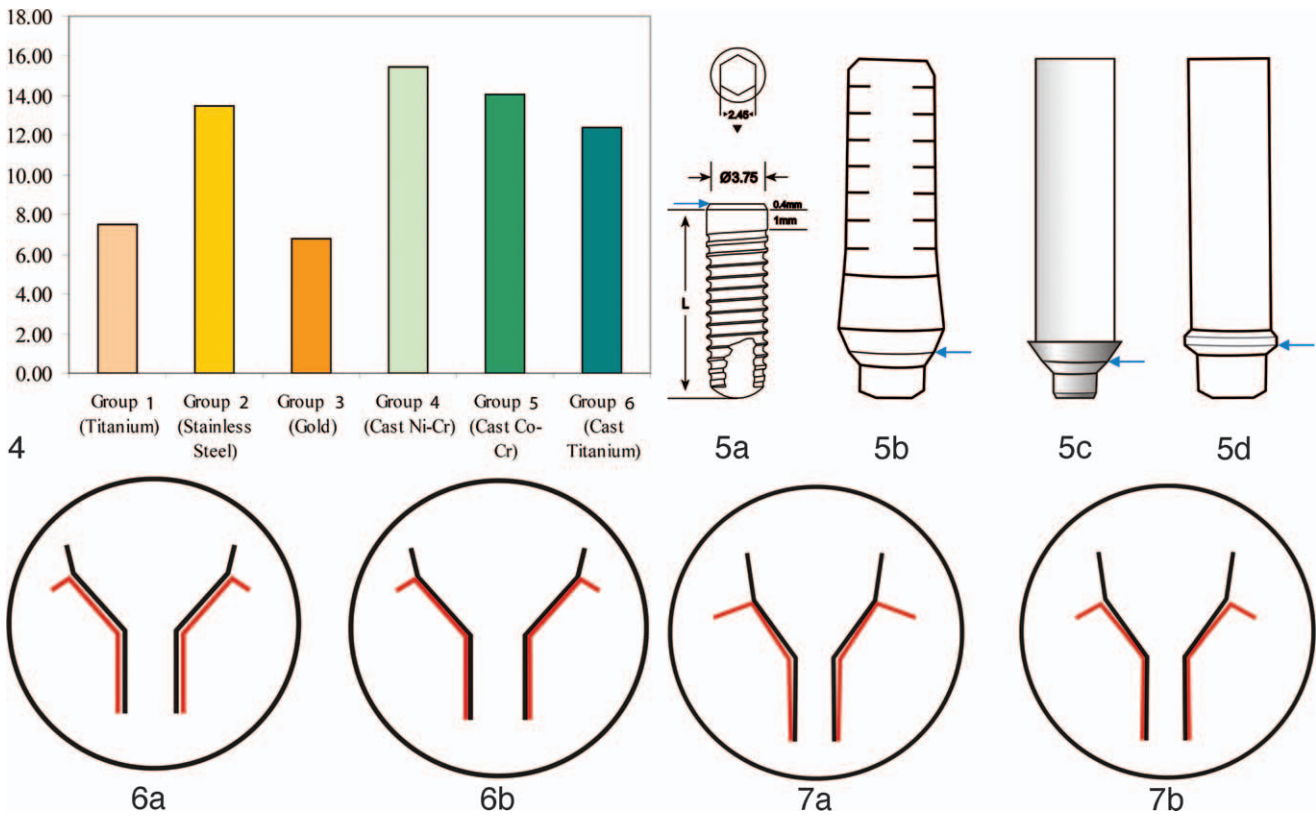 18.00
16.00
14.00
12.00
10.00
8.00
6.00
4.00
2.00
0.00
Group 1
(Titanium)
Group 2
(Stainless
Steel)
Group 3
(Gold)
Group 4
(Cast Ni-Cr)
Group 5
(Cast Co-
Cr)
Group 6
(Cast
Titanium)
4
2.45
Ø3.75
0.4mm
1mm
L
5a
5b
5c
5d
6a
6b
7a
7b